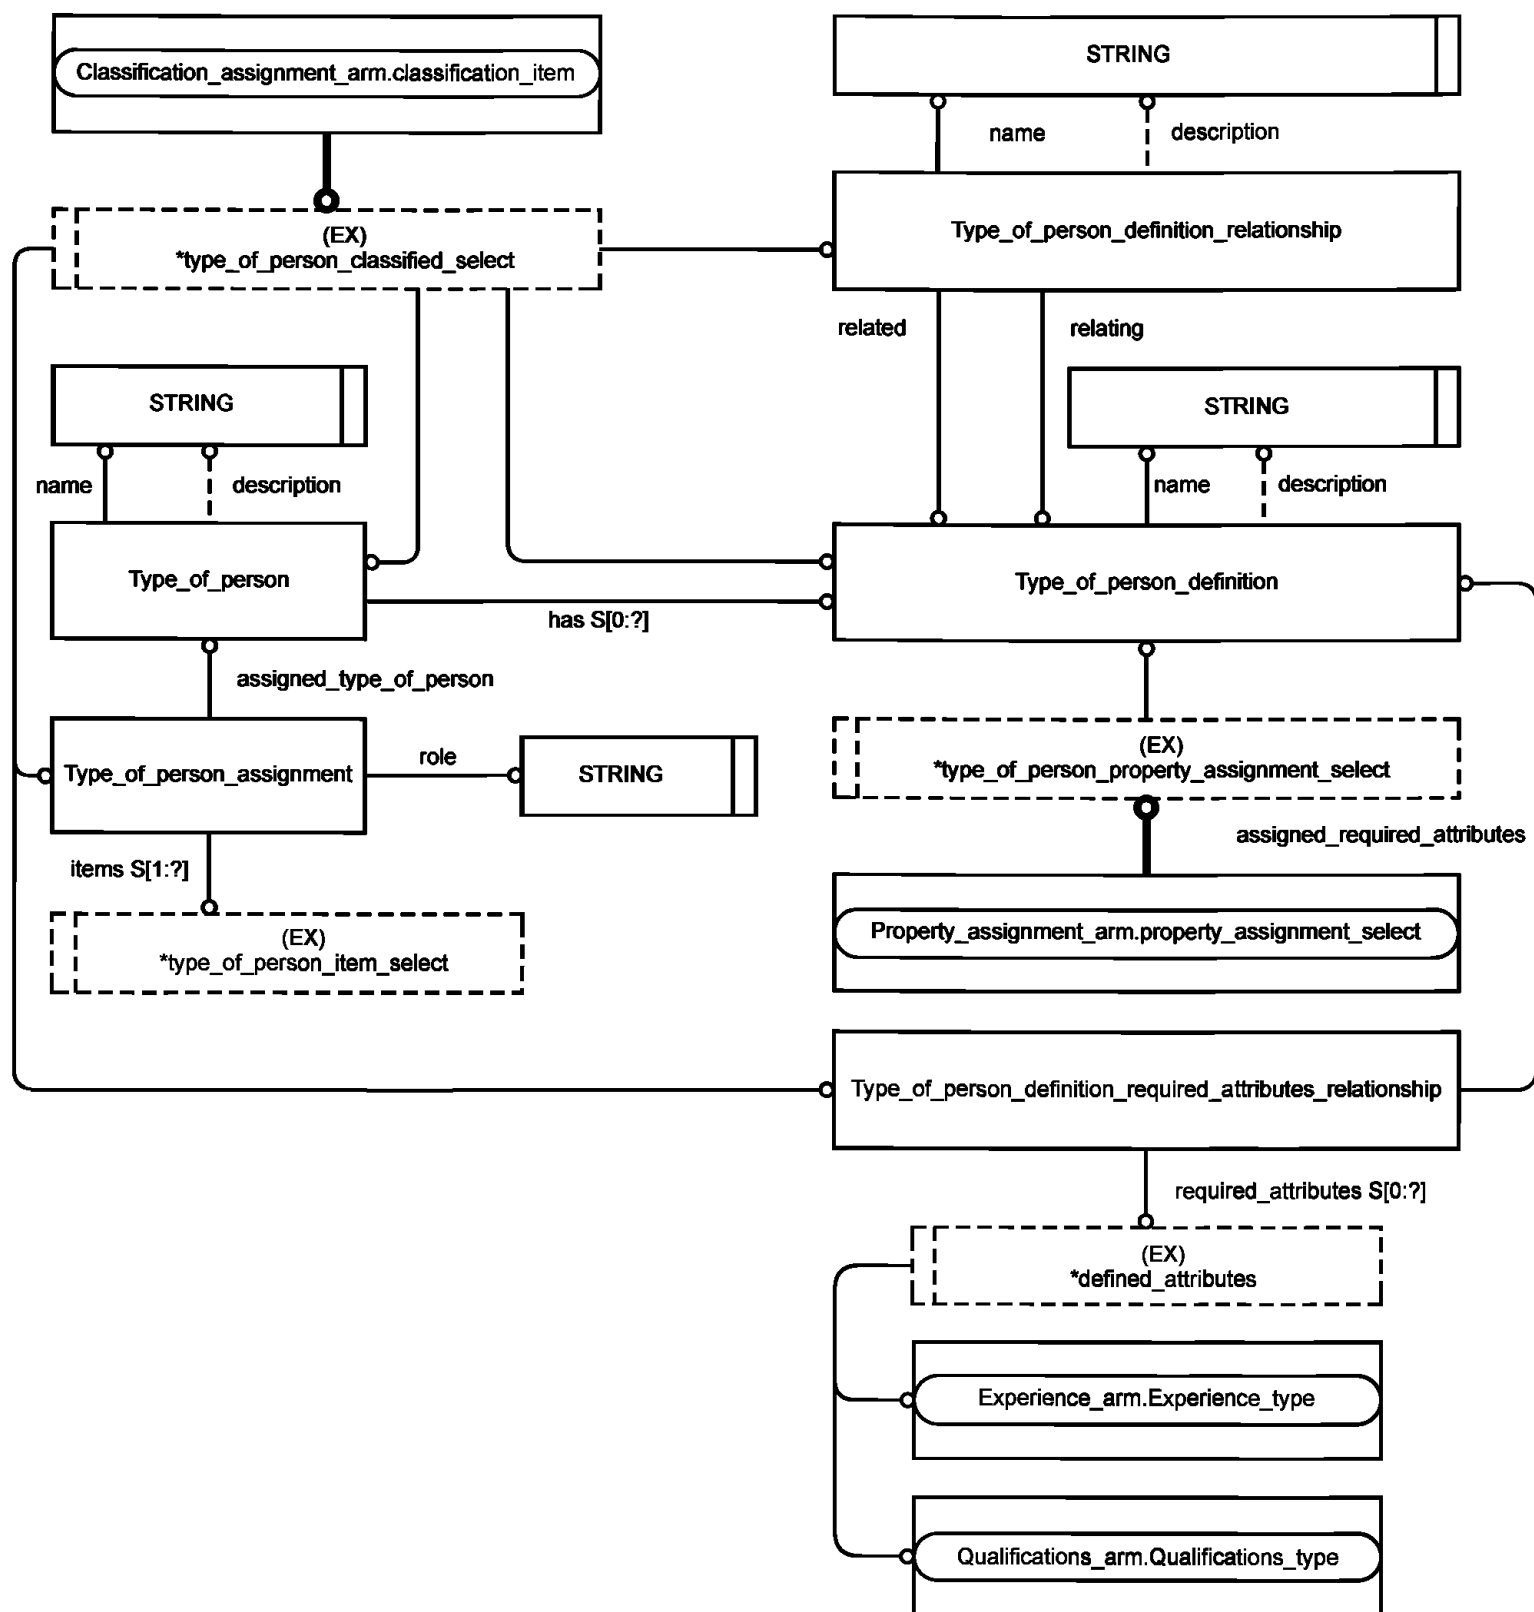 Classification_assignment_arm.classification_item
STRING
name
description
(EX)
*type_of_person_classified_select
Type_of_person_definition_relationship
related
relating
STRING
STRING
name
description
name
description
Type_of_person
Type_of_person_definition
has S[0:?]
assigned_type_of_person
(EX)
*type_of_person_property_assignment_select
Type_of_person_assignment
role
STRING
assigned_required_attributes
items S[1:?]
(EX)
*type_of_person_item_select
Property_assignment_arm.property_assignment_select
Type_of_person_definition_required_attributes_relationship
required_attributes S[0:?]
(EX)
*defined_attributes
Experience_arm.Experience_type
Qualifications_arm.Qualifications_type